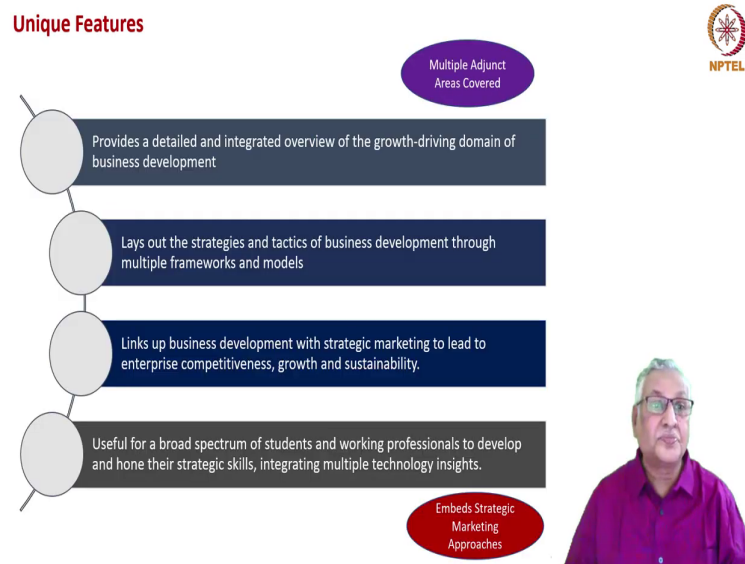 Unique Features
NPTEL
Multiple Adjunct
Areas Covered
Provides a detailed and integrated overview of the growth-driving domain of
business development
Lays out the strategies and tactics of business development through
multiple frameworks and models
Links up business development with strategic marketing to lead to
enterprise competitiveness, growth and sustainability.
Useful for a broad spectrum of students and working professionals to develop
and hone their strategic skills, integrating multiple technology insights.
Embeds Strategic
Marketing
Approaches